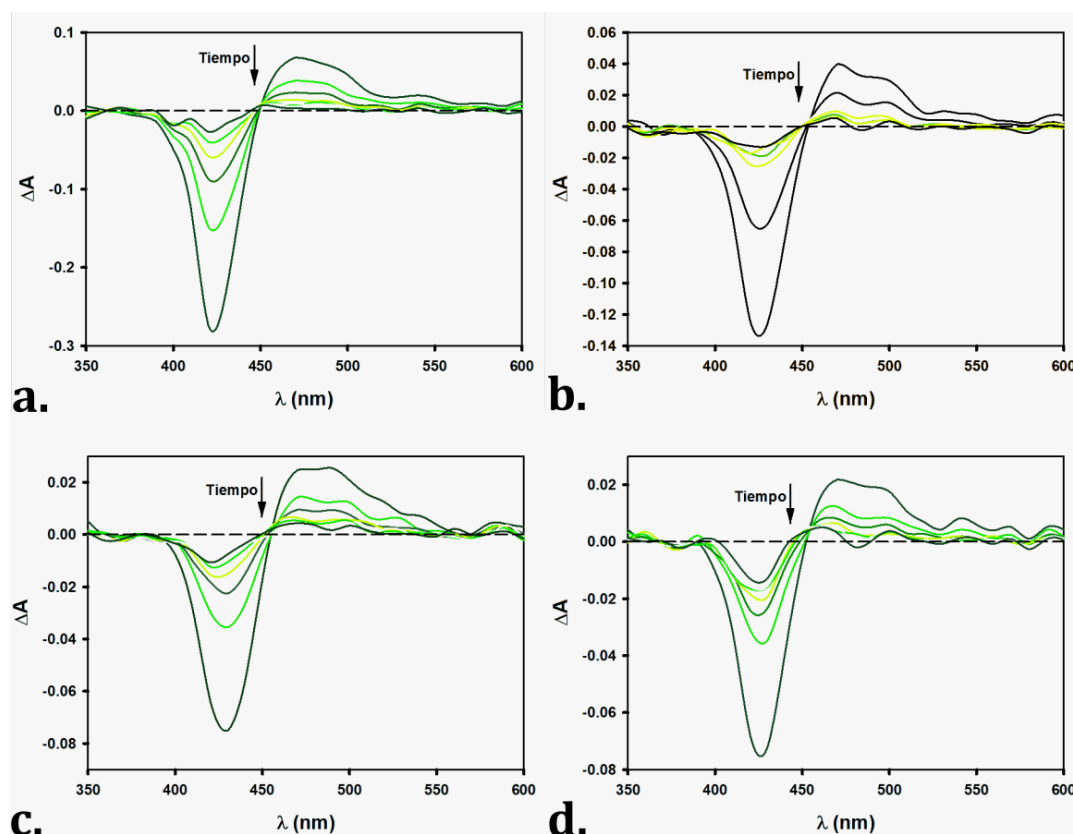 0.1
0.0
-0.1
-0.2
-0.3
ΔA
Tiempo
350 400 450 500 550 600
λ (nm)
a.
0.06
0.04
0.02
0.00
-0.02
-0.04
-0.06
-0.08
-0.10
-0.12
-0.14
ΔA
Tiempo
350 400 450 500 550 600
λ (nm)
b.
0.02
0.00
-0.02
-0.04
-0.06
-0.08
ΔA
Tiempo
350 400 450 500 550 600
λ (nm)
c.
0.02
0.00
0.02
-0.04
-0.06
-0.08
ΔA
Tiempo
350 400 450 500 550 600
λ (nm)
d.